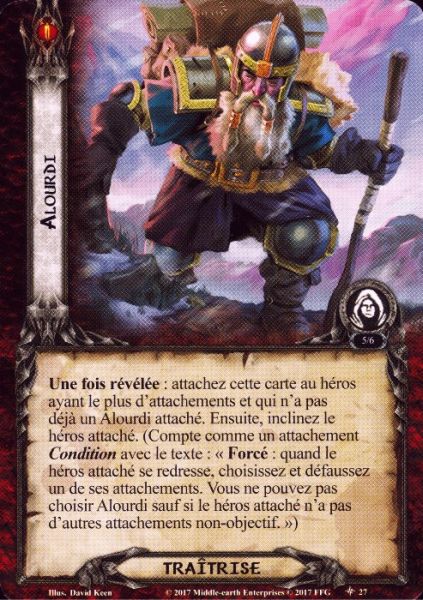 ALOURDI
5/6
Une fois révélée : attachez cette carte au héros
ayant le plus d'attachements et qui n'a pas
déjà un Alourdi attaché. Ensuite, inclinez le
héros attaché. (Compte comme un attachement
Condition avec le texte : « Forcé : quand le
héros attaché se redresse, choisissez et défaussez
un de ses attachements. Vous ne pouvez pas
choisir Alourdi sauf si le héros attaché n'a pas
d'autres attachements non-objectif. »)
TRAÎTRISE
Illus. David Keen © 2017 Middle-earth Enterprises © 2017 FFG 27